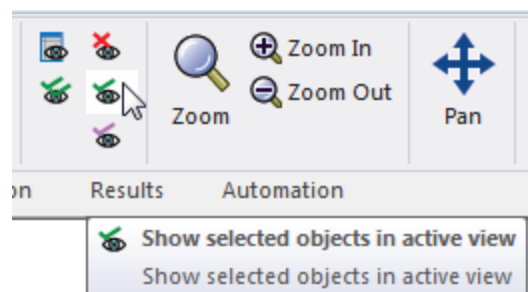 Zoom In
Zoom Out
Zoom
Pan
on
Results
Automation
Show selected objects in active view
Show selected objects in active view